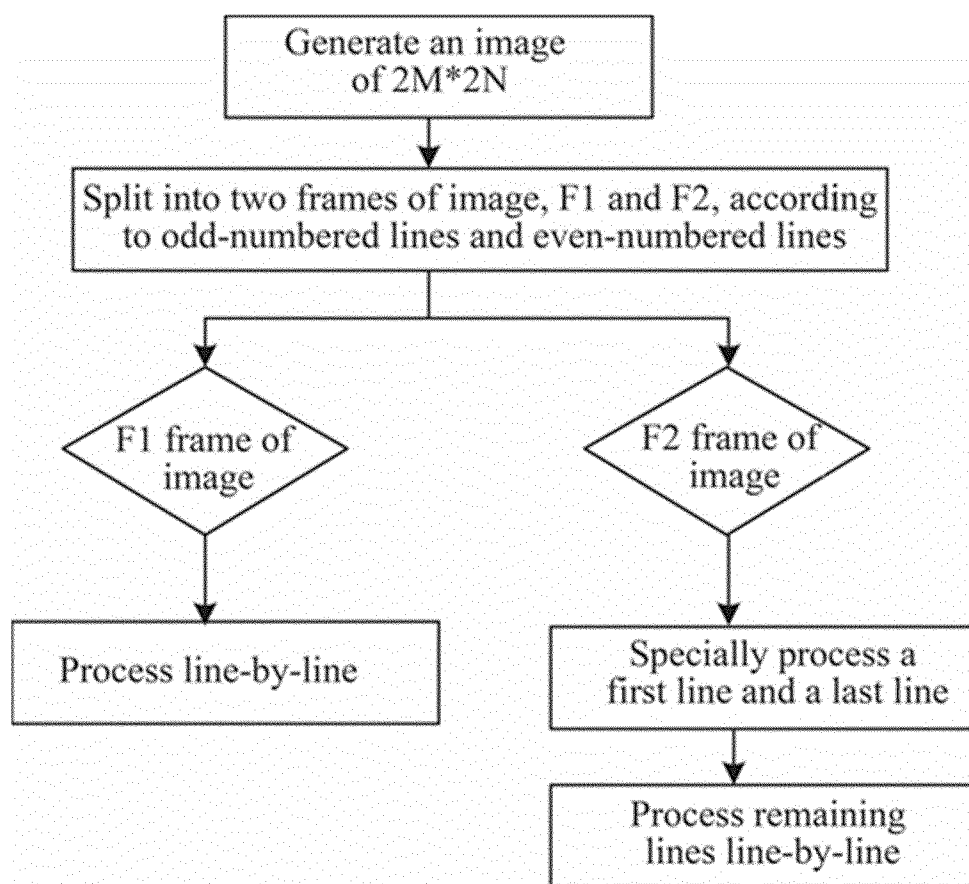 Generate an image
of 2M*2N
Split into two frames of image, F1 and F2, according
to odd-numbered lines and even-numbered lines
F1 frame of
image
F2 frame of
image
Process line-by-line
Specially process a
first line and a last line
Process remaining
lines line-by-line